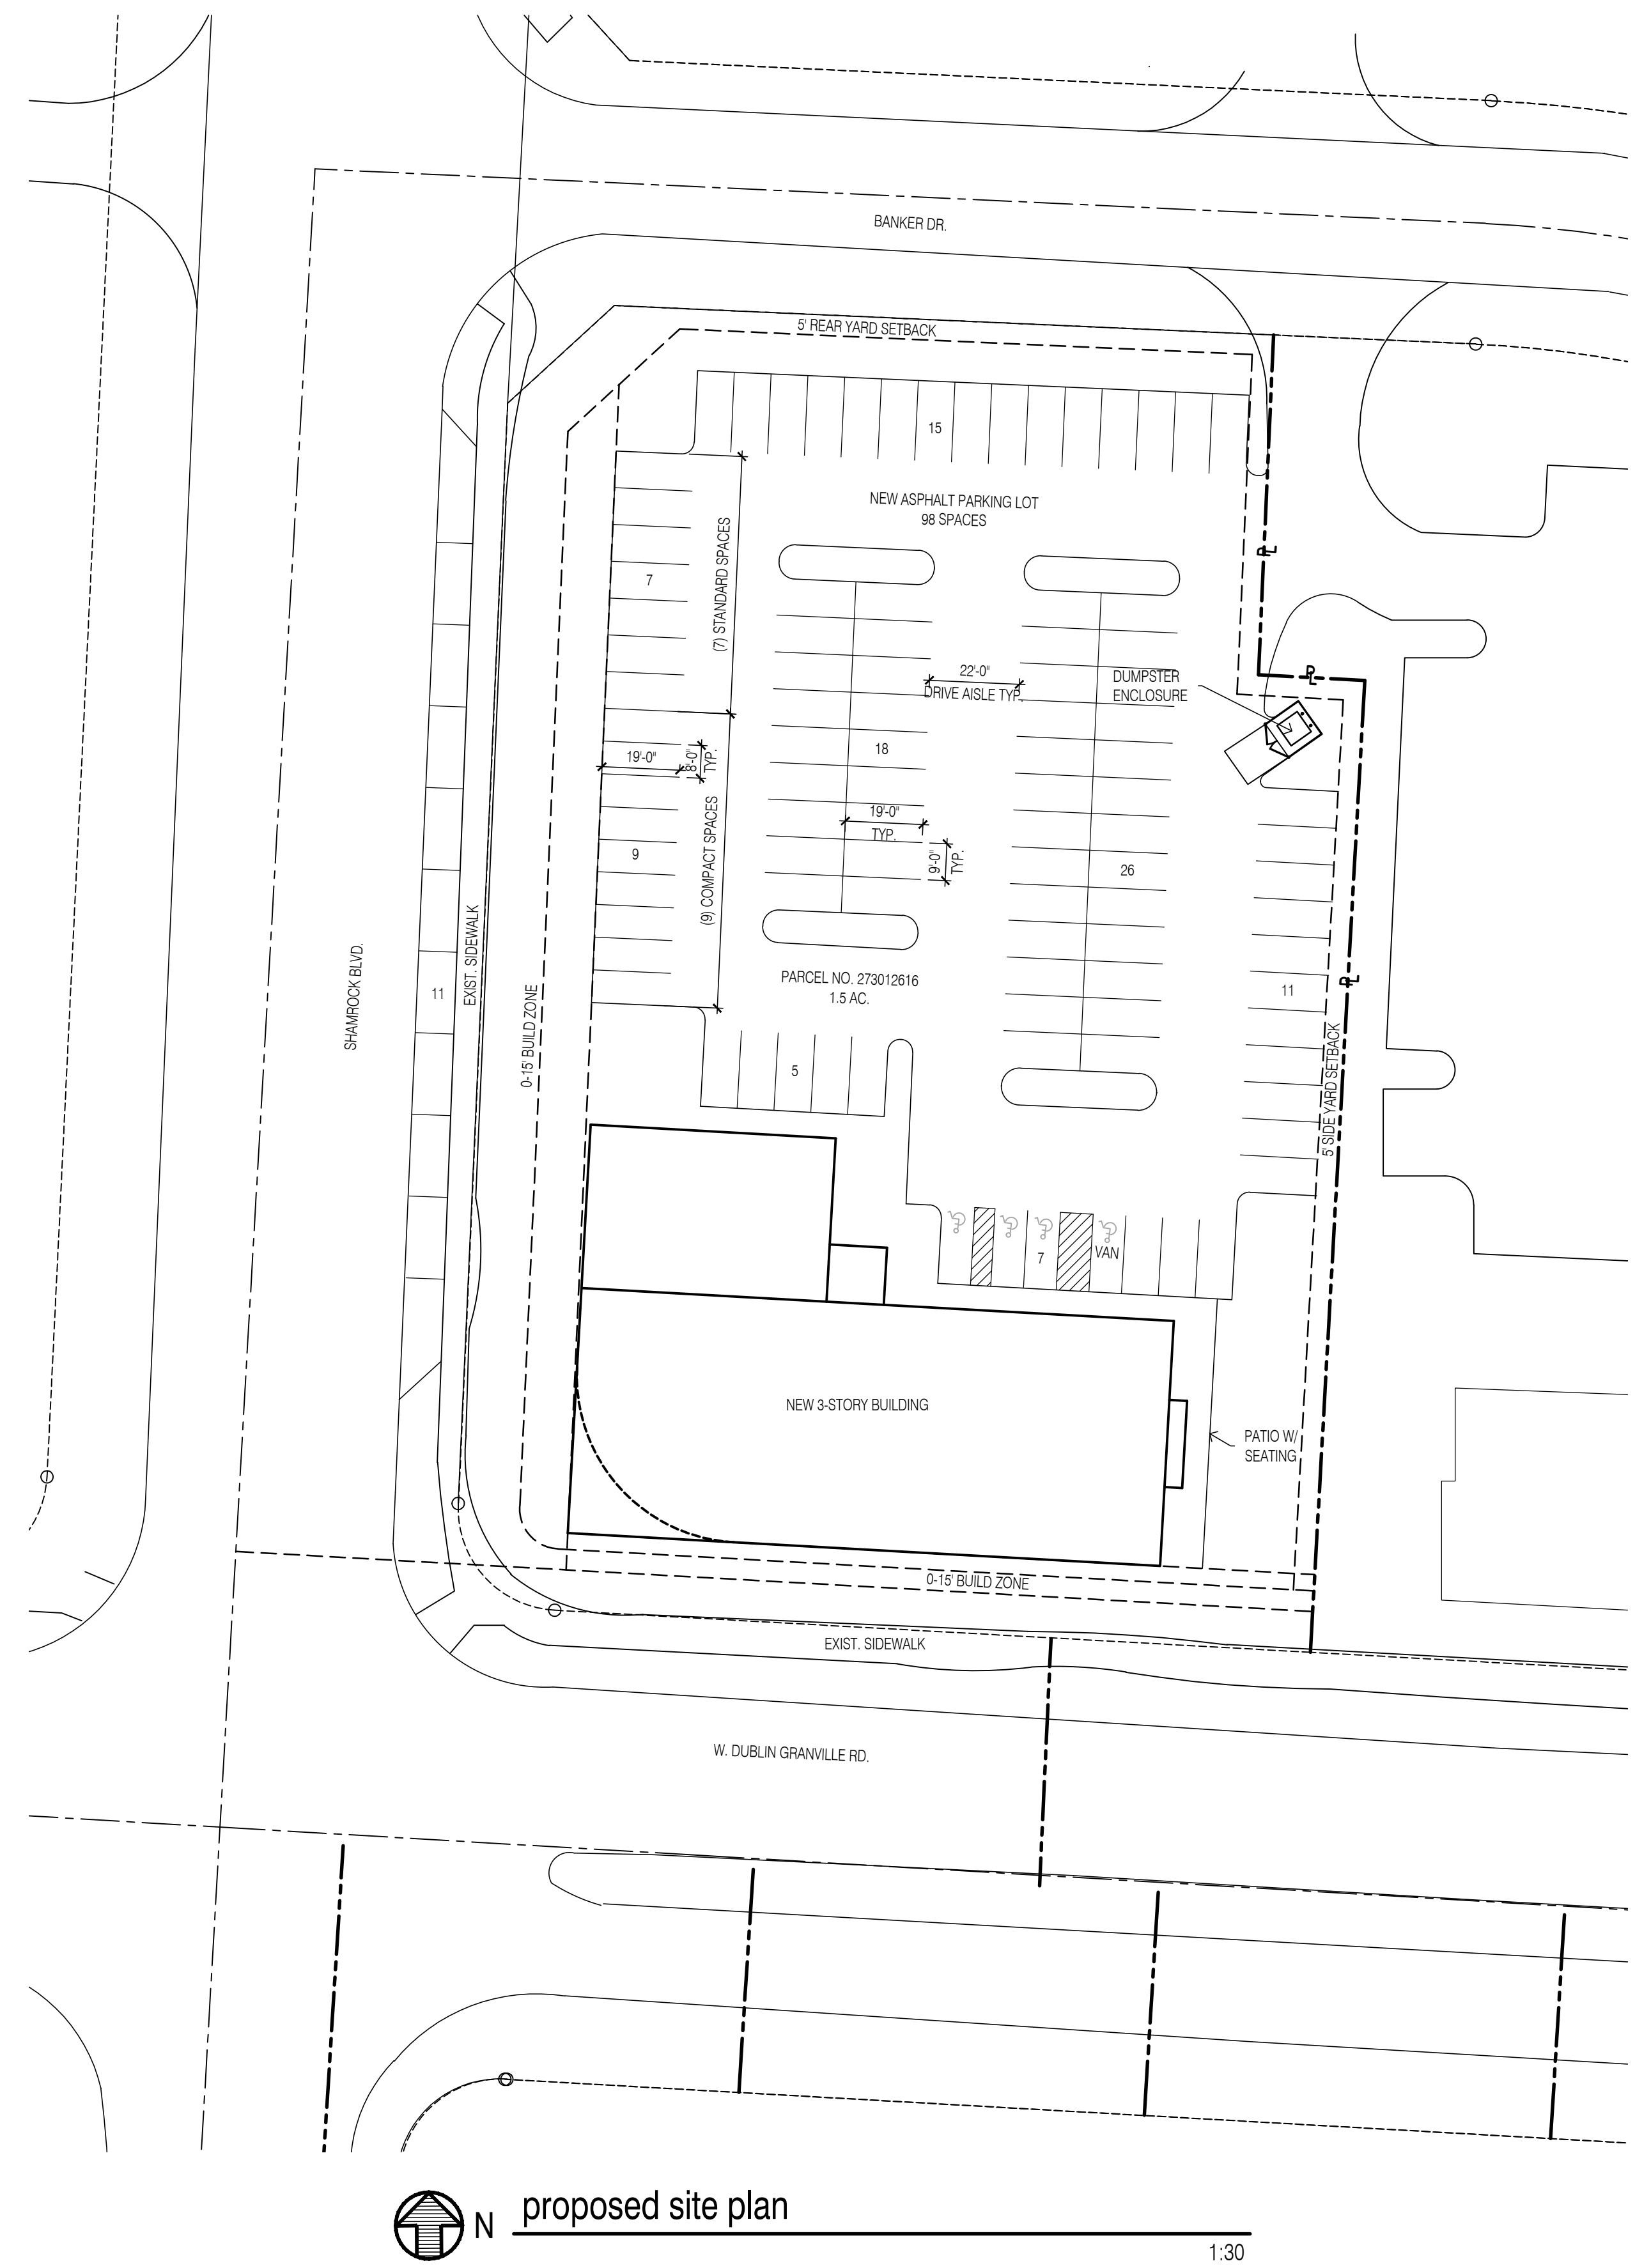 BANKER DR.
5' REAR YARD SETBACK
15
NEW ASPHALT PARKING LOT
98 SPACES
7
(7) STANDARD SPACES
PL
22'-0"
DRIVE AISLE TYP.
DUMPSTER
ENCLOSURE
PL
18
19'-0"
8'-0"
TYP.
19'-0"
TYP.
9'-0"
TYP.
9
(9) COMPACT SPACES
26
SHAMROCK BLVD.
11
EXIST. SIDEWALK
0-15' BUILD ZONE
PARCEL NO. 273012616
1.5 AC.
11
PL
5' SIDE YARD SETBACK
5
7
VAN
NEW 3-STORY BUILDING
PATIO W/
SEATING
0-15' BUILD ZONE
EXIST. SIDEWALK
W. DUBLIN GRANVILLE RD.
N
proposed site plan
1:30